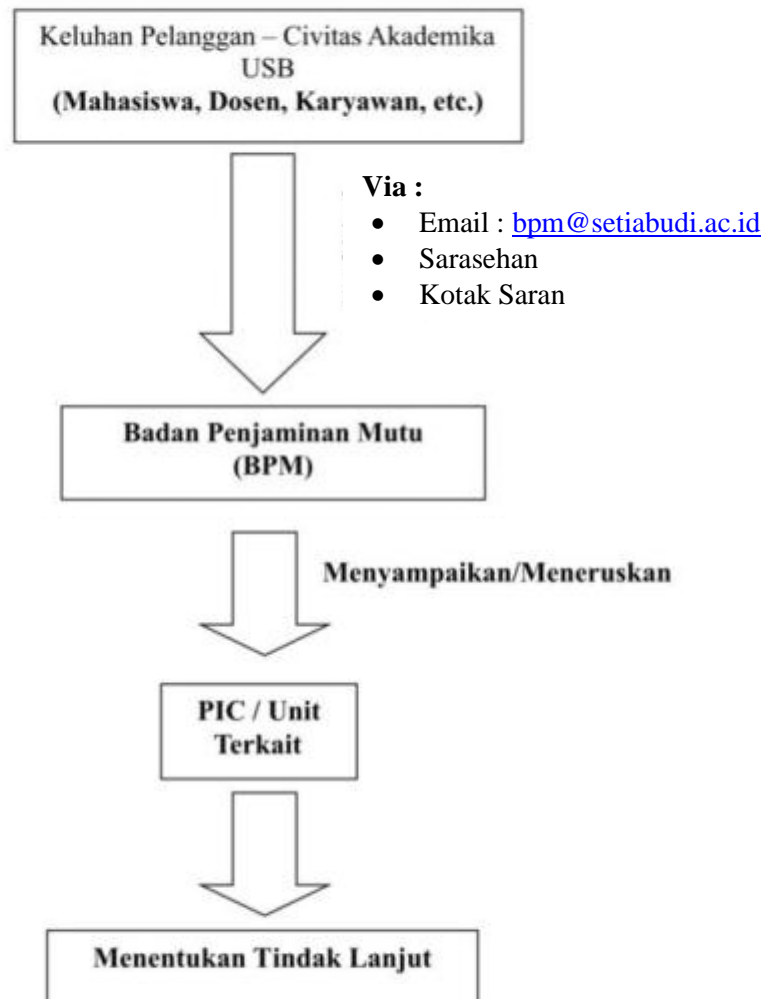 Keluhan Pelanggan – Civitas Akademika
USB
(Mahasiswa, Dosen, Karyawan, etc.)
Via :
• Email : bpm@setiabudi.ac.id
• Sarasehan
• Kotak Saran
Badan Penjaminan Mutu
(BPM)
Menyampaikan/Meneruskan
PIC / Unit
Terkait
Menentukan Tindak Lanjut